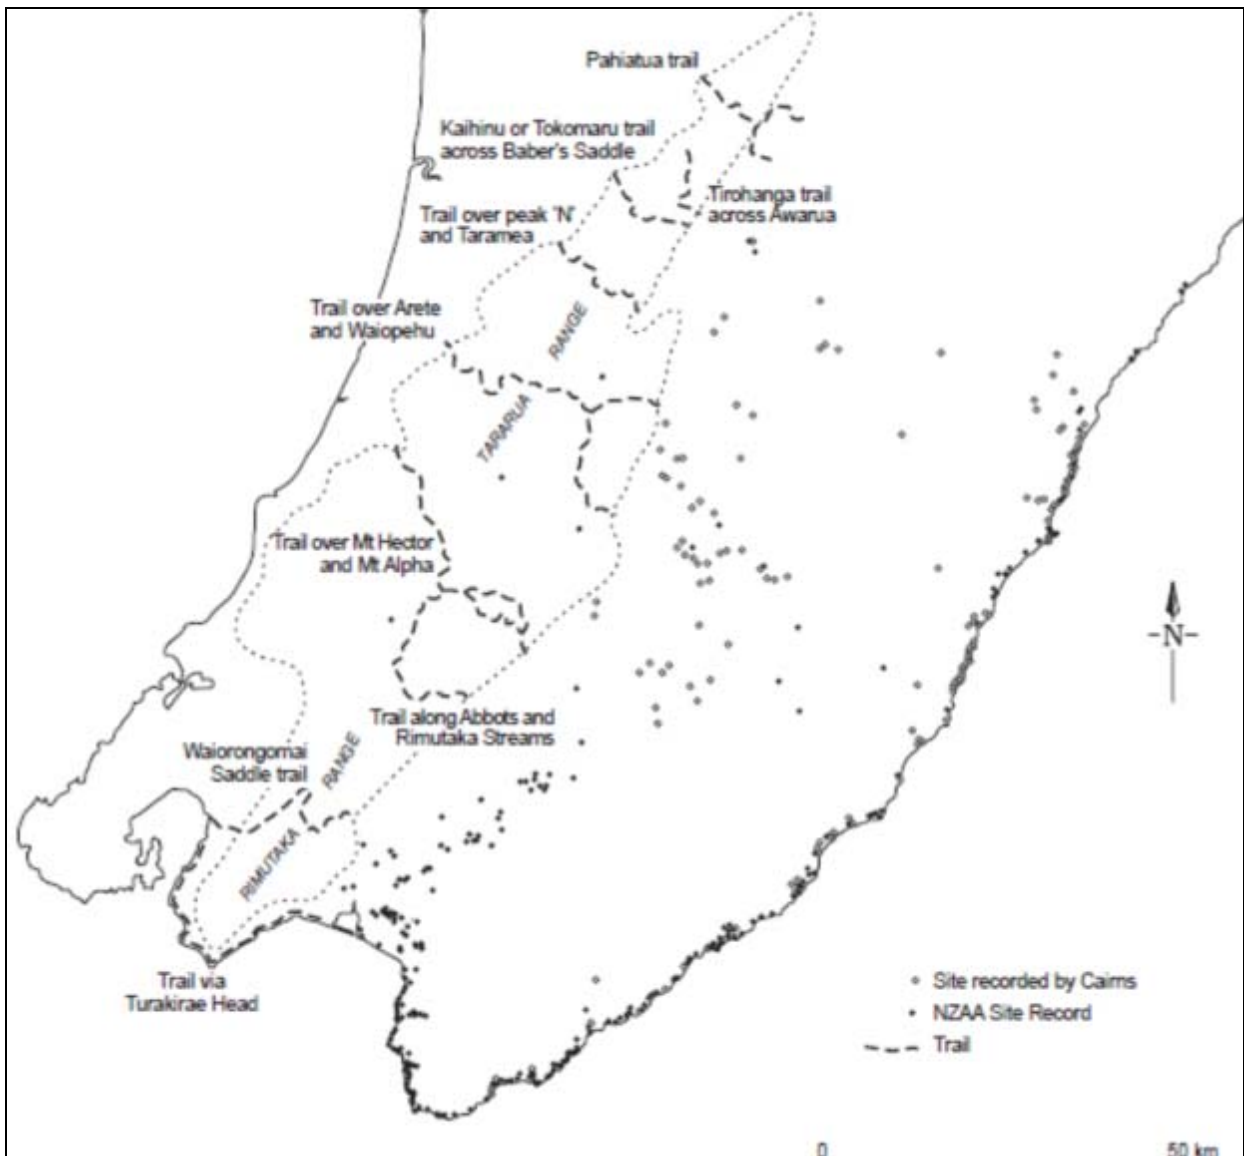 Pahiatua trail
Kaihinu or Tokomaru trail
across Baber's Saddle
Tirohanga trail
across Awarua
Trail over peak 'N'
and Taramea
Trail over Arete
and Waiopehu
TARARUA
RANGE
Trail over Mt Hector
and Mt Alpha
-N-
Trail along Abbots and
Rimutaka Streams
Waiorongomai
Saddle trail
RIMUTAKA
RANGE
Trail via
Turakirae Head
Site recorded by Cairns
NZAA Site Record
Trail
0 50 km